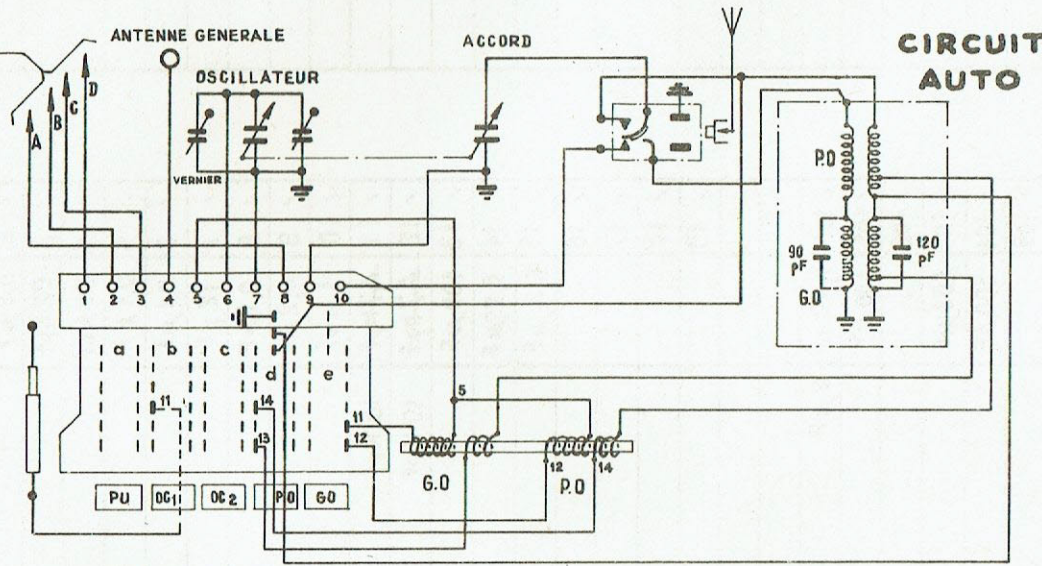 ANTENNE GENERALE
OSCILLATEUR
ACCORD
CIRCUIT
AUTO
A B C D
VERNIER
P.O
90
pF
120
pF
G.O
1 2 3 4 5 6 7 8 9 10
a b c d e
11 14 13 11 12
5
12 14
G.O P.O
PU OC1 OC2 PO GO